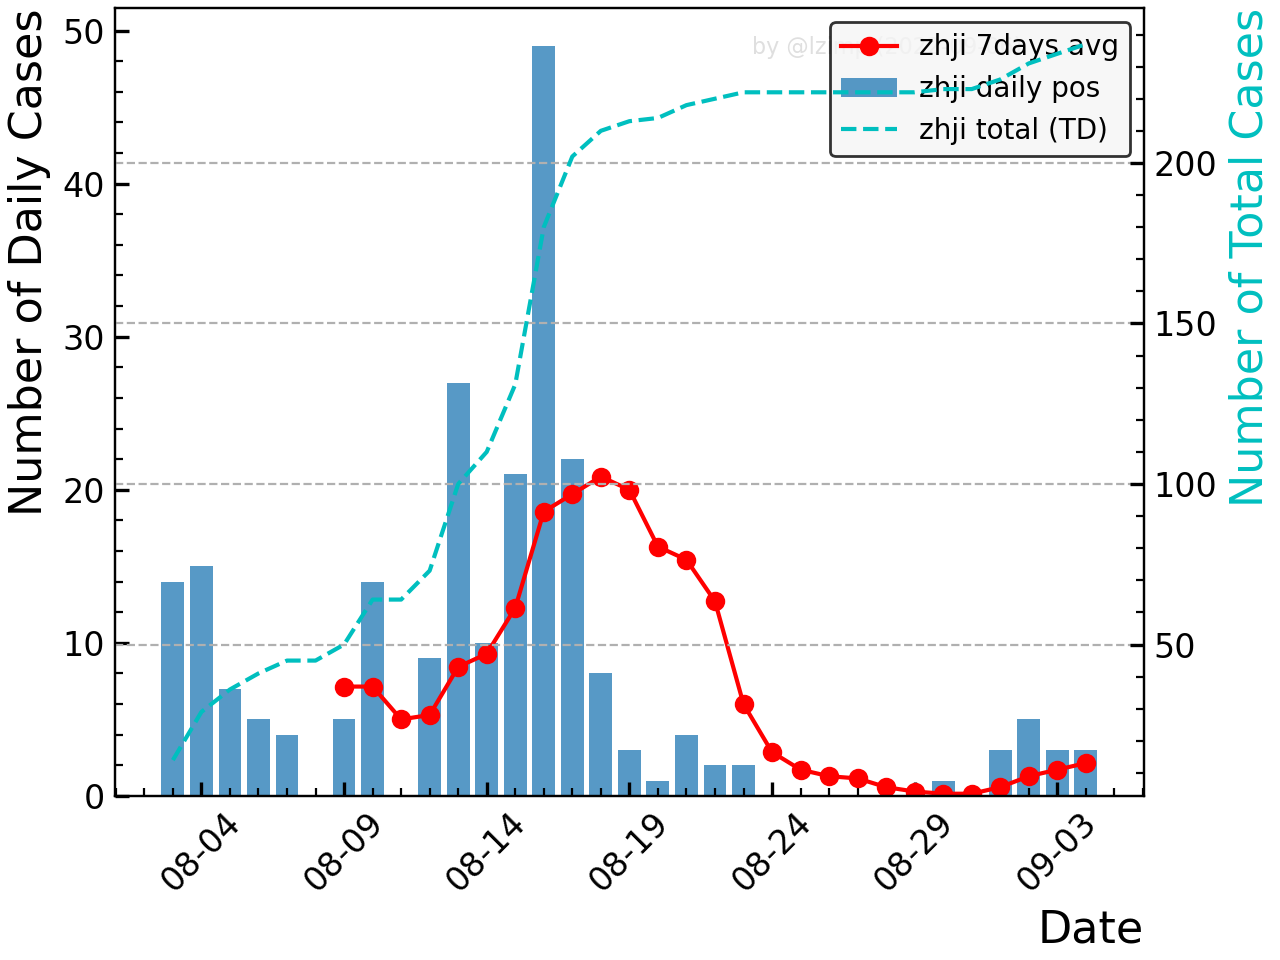 Number of Daily Cases
50
40
30
20
10
0
Number of Total Cases
200
150
100
50
by @lz
zhji 7days avg
zhji daily pos
zhji total (TD)
08-04
08-09
08-14
08-19
08-24
08-29
09-03
Date